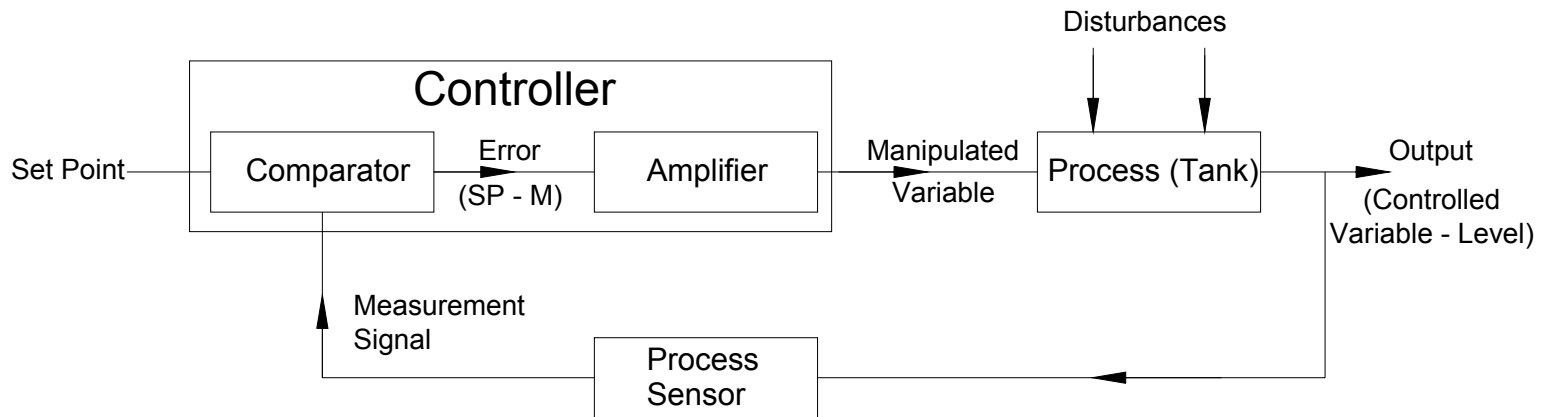 Disturbances
Controller
Set Point
Comparator
Error
(SP - M)
Amplifier
Manipulated
Variable
Process (Tank)
Output
(Controlled
Variable - Level)
Measurement
Signal
Process
Sensor